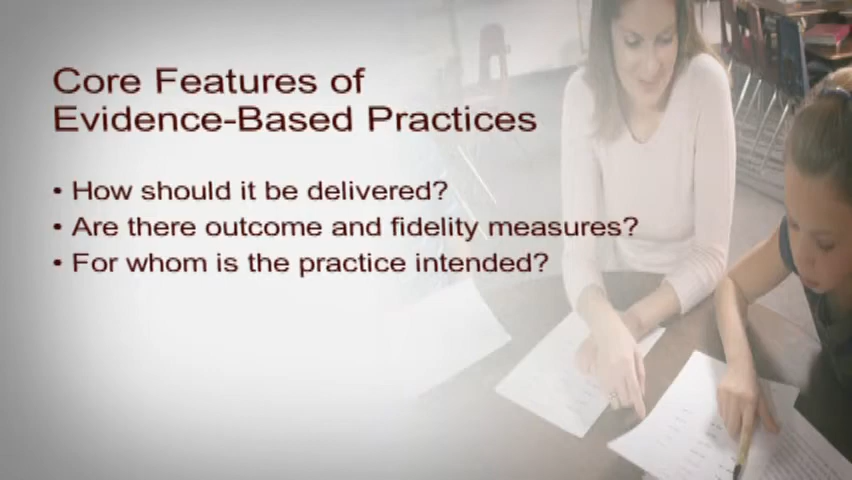 Core Features of
Evidence-Based Practices
• How should it be delivered?
• Are there outcome and fidelity measures?
• For whom is the practice intended?